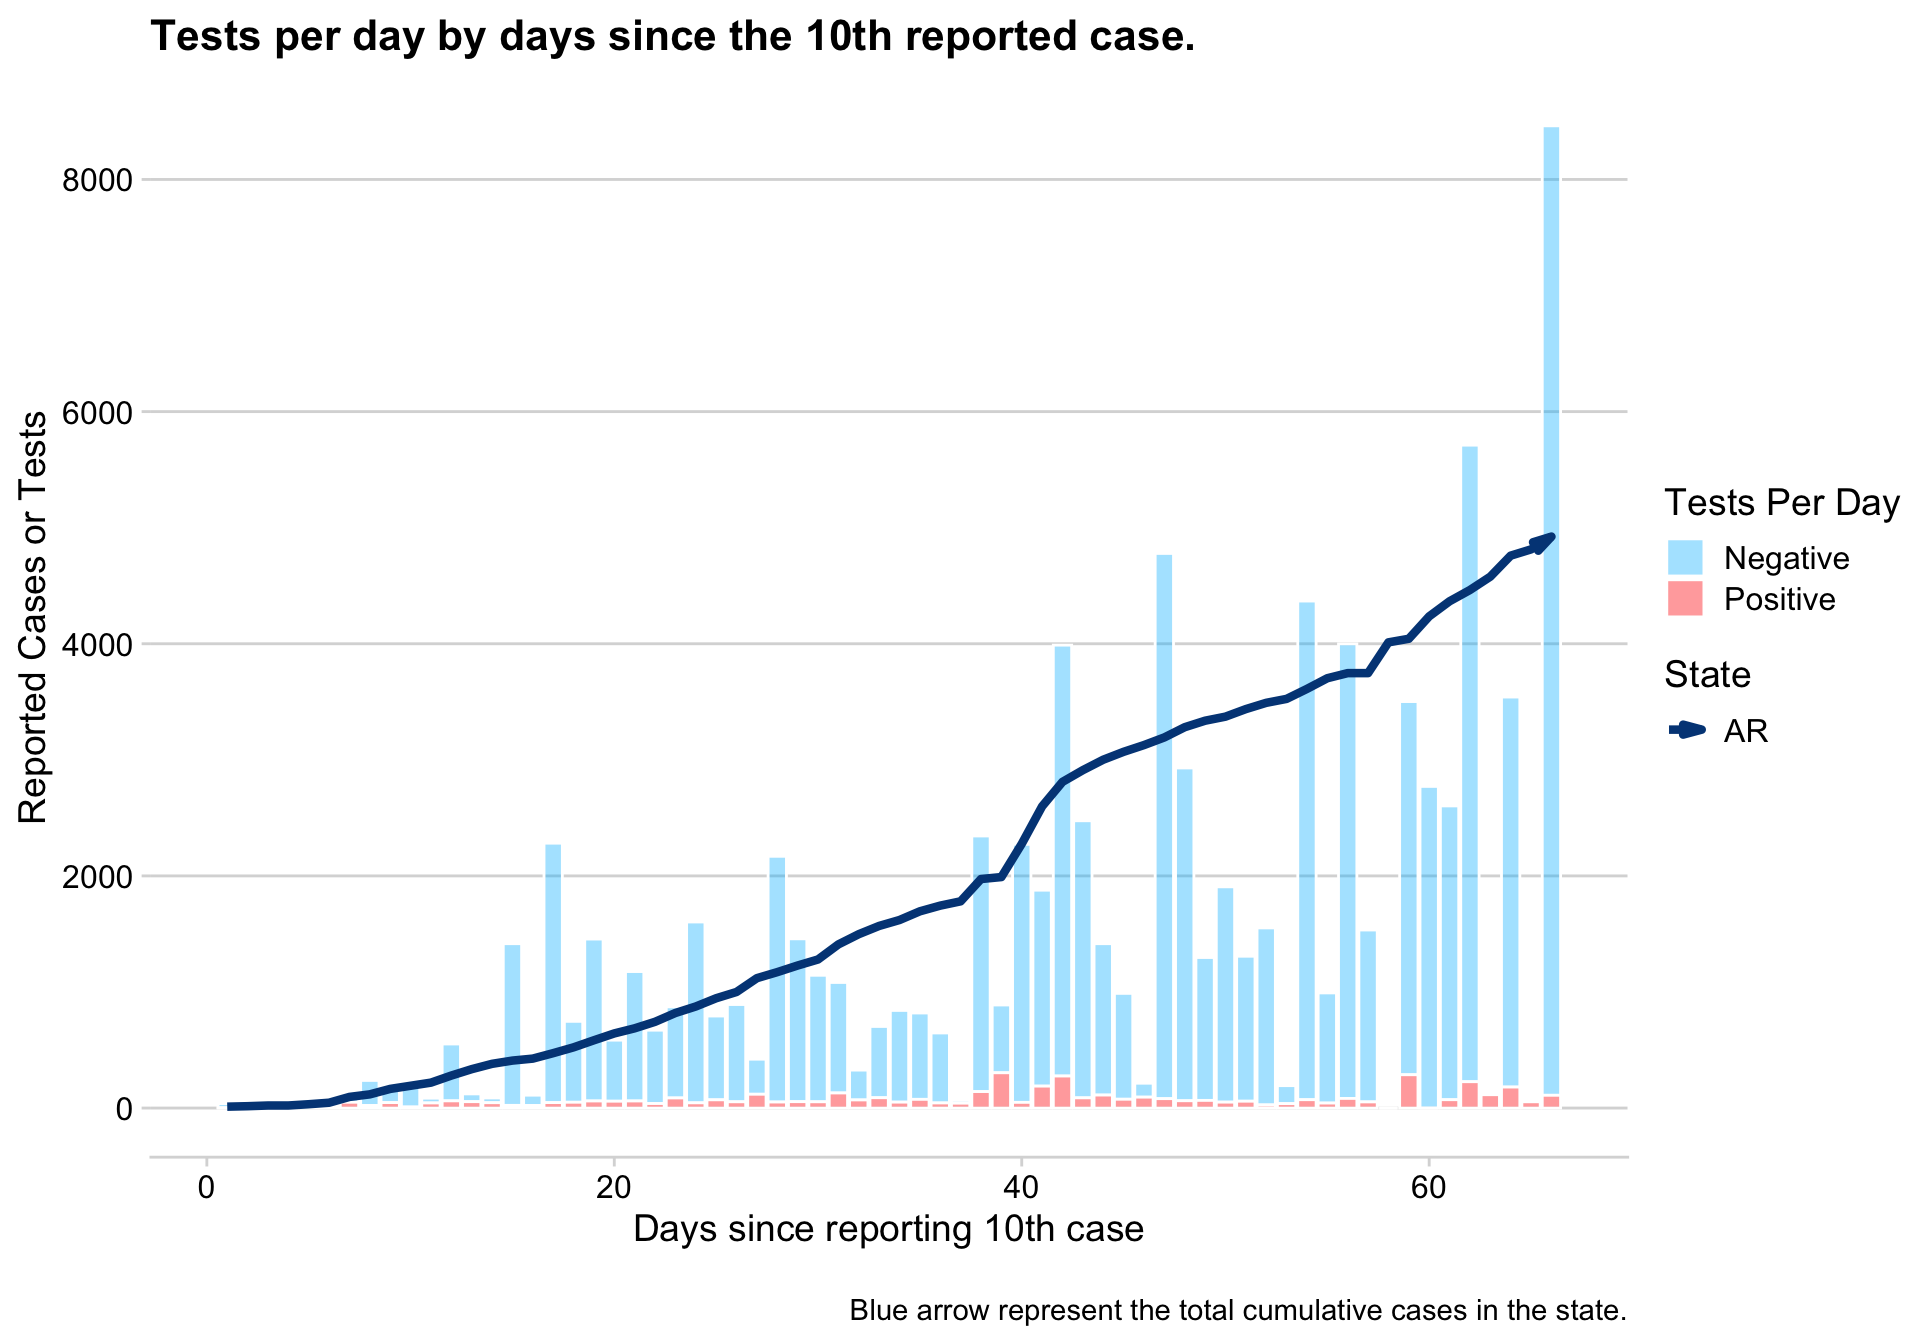 Tests per day by days since the 10th reported case.
8000
6000
4000
2000
0
Reported Cases or Tests
0
20
40
60
Days since reporting 10th case
Tests Per Day
Negative
Positive
State
AR
Blue arrow represent the total cumulative cases in the state.